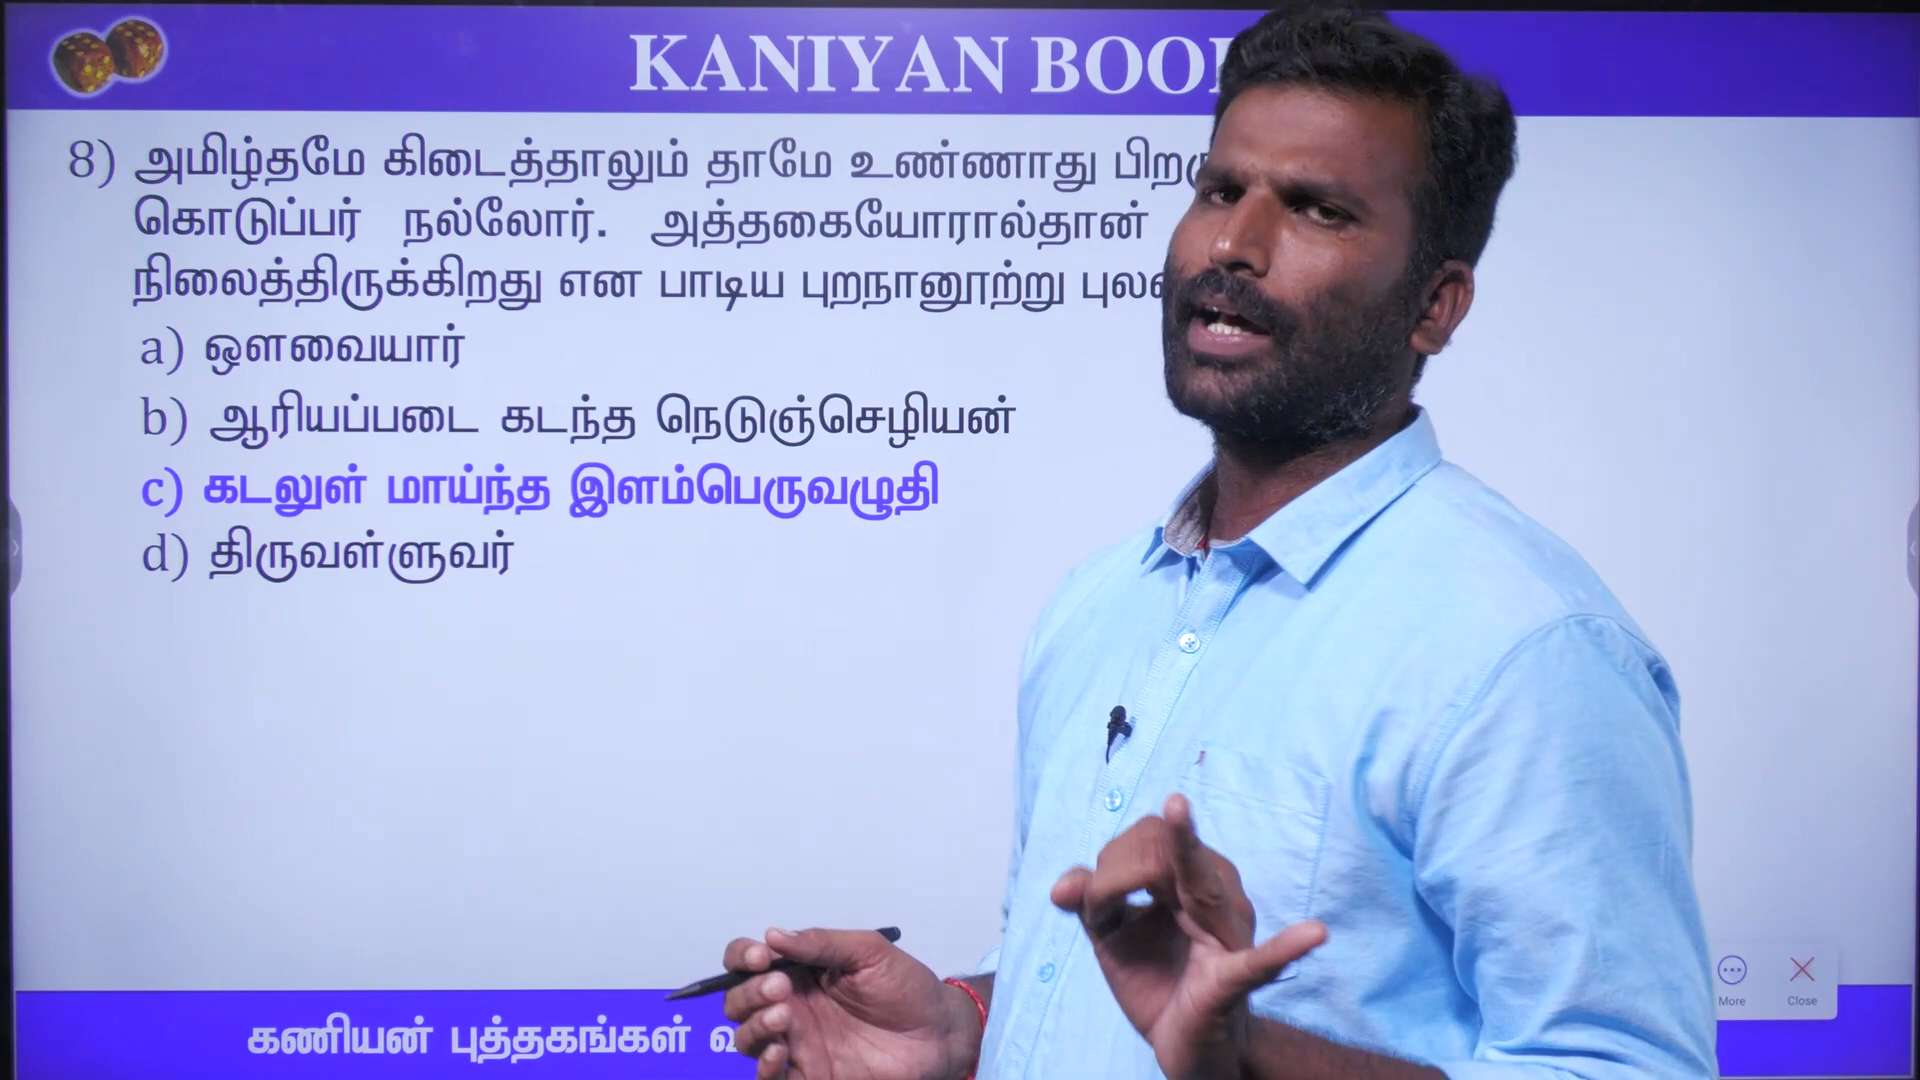 KANIYAN
8) அமிழ்தமே கிடைத்தாலும் தாமே உண்ணாது
கொடுப்பர் நல்லோர். அத்தகையோரால்தான்
நிலைத்திருக்கிறது என பாடிய புறநானூற்று
a) ஔவையார்
b) ஆரியப்படை கடந்த நெடுஞ்செழியன்
c) கடலுள் மாய்ந்த இளம்பெருவழுதி
d) திருவள்ளுவர்
More
Close
கணியன் புத்தகங்கள்